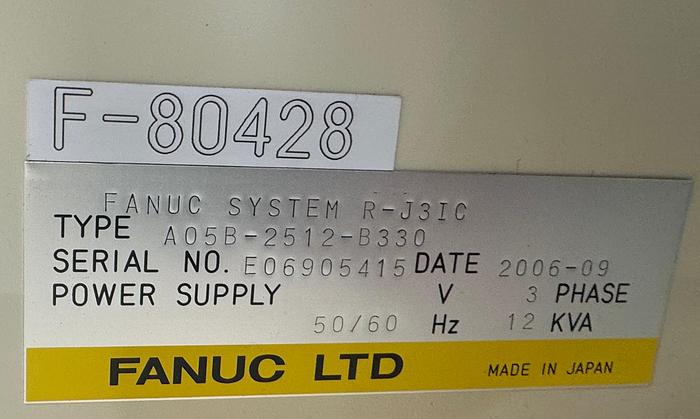 F-80428
FANUC SYSTEM R-J3IC
TYPE A05B-2512-B330
SERIAL NO. E06905415 DATE 2006-09
POWER SUPPLY V 3 PHASE
50/60 Hz 12 KVA
FANUC LTD MADE IN JAPAN